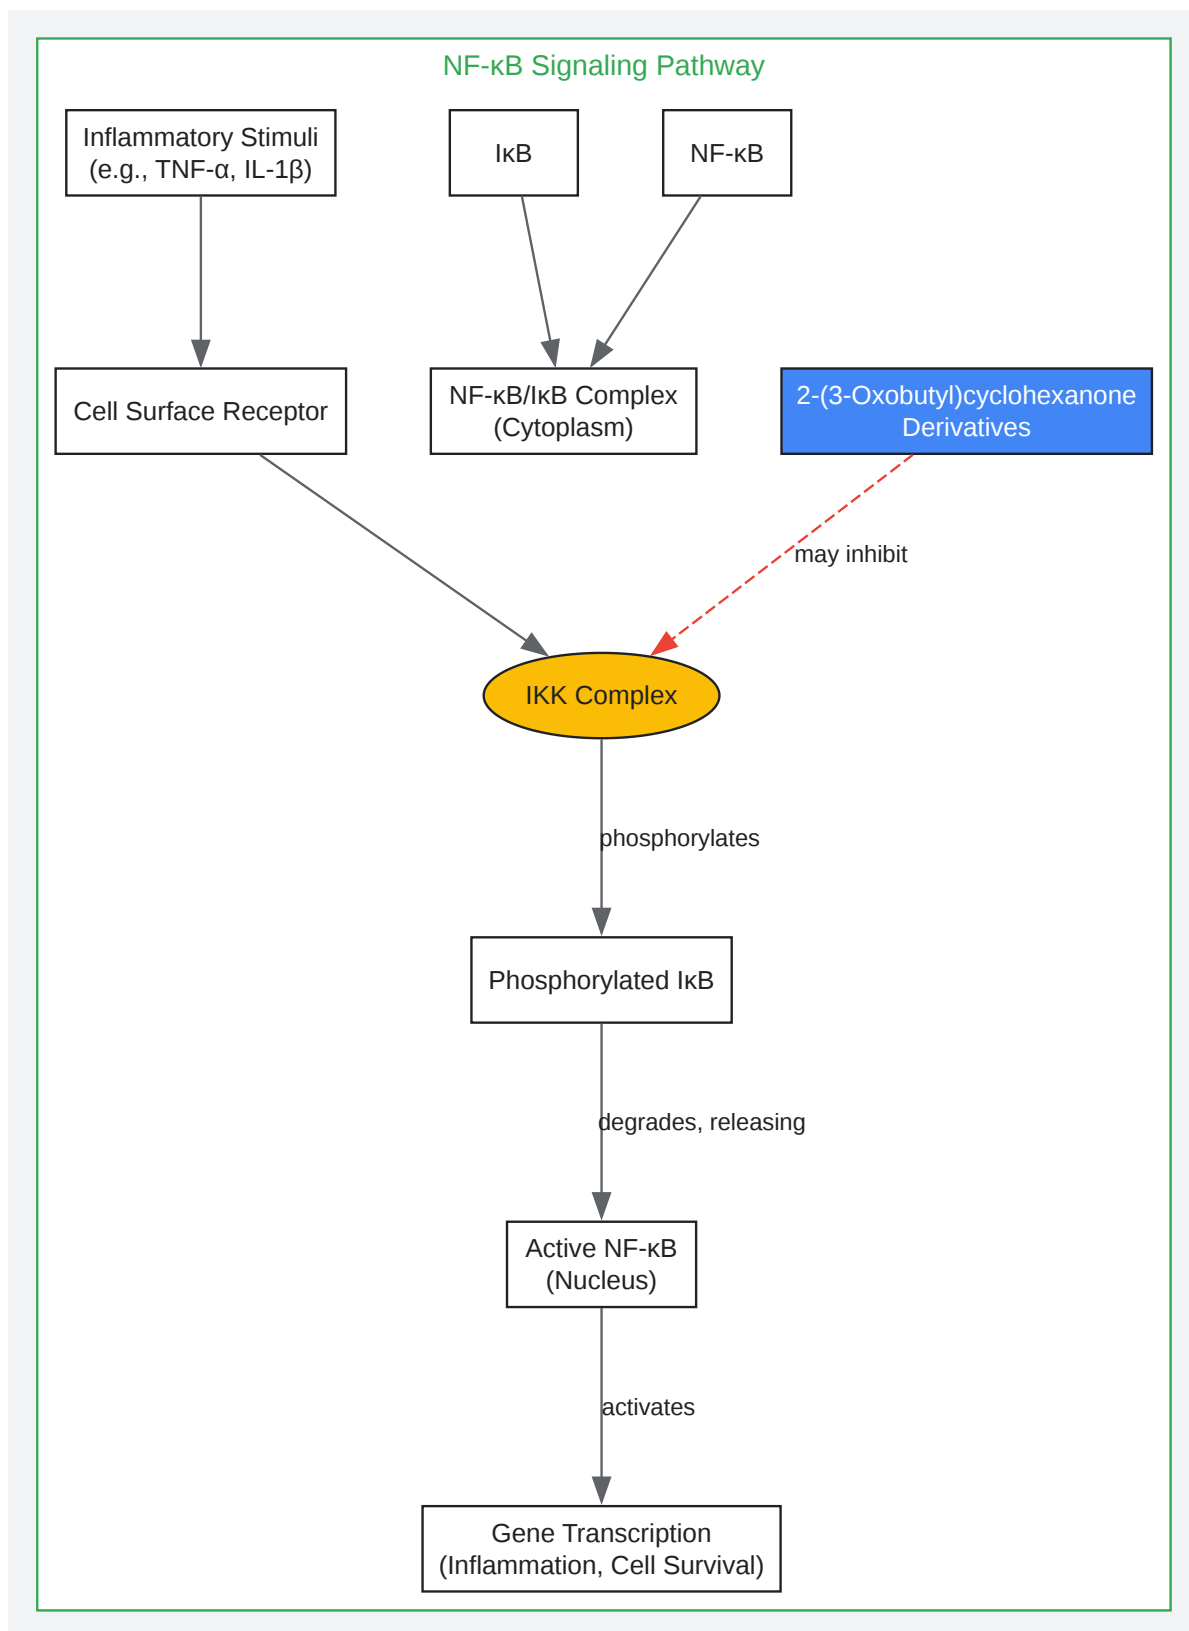 NF-κB Signaling Pathway
Inflammatory Stimuli
(e.g., TNF-α, IL-1β)
IκB
NF-κB
Cell Surface Receptor
NF-κB/IκB Complex
(Cytoplasm)
2-(3-Oxobutyl)cyclohexanone
Derivatives
may inhibit
IKK Complex
phosphorylates
Phosphorylated IκB
degrades, releasing
Active NF-κB
(Nucleus)
activates
Gene Transcription
(Inflammation, Cell Survival)